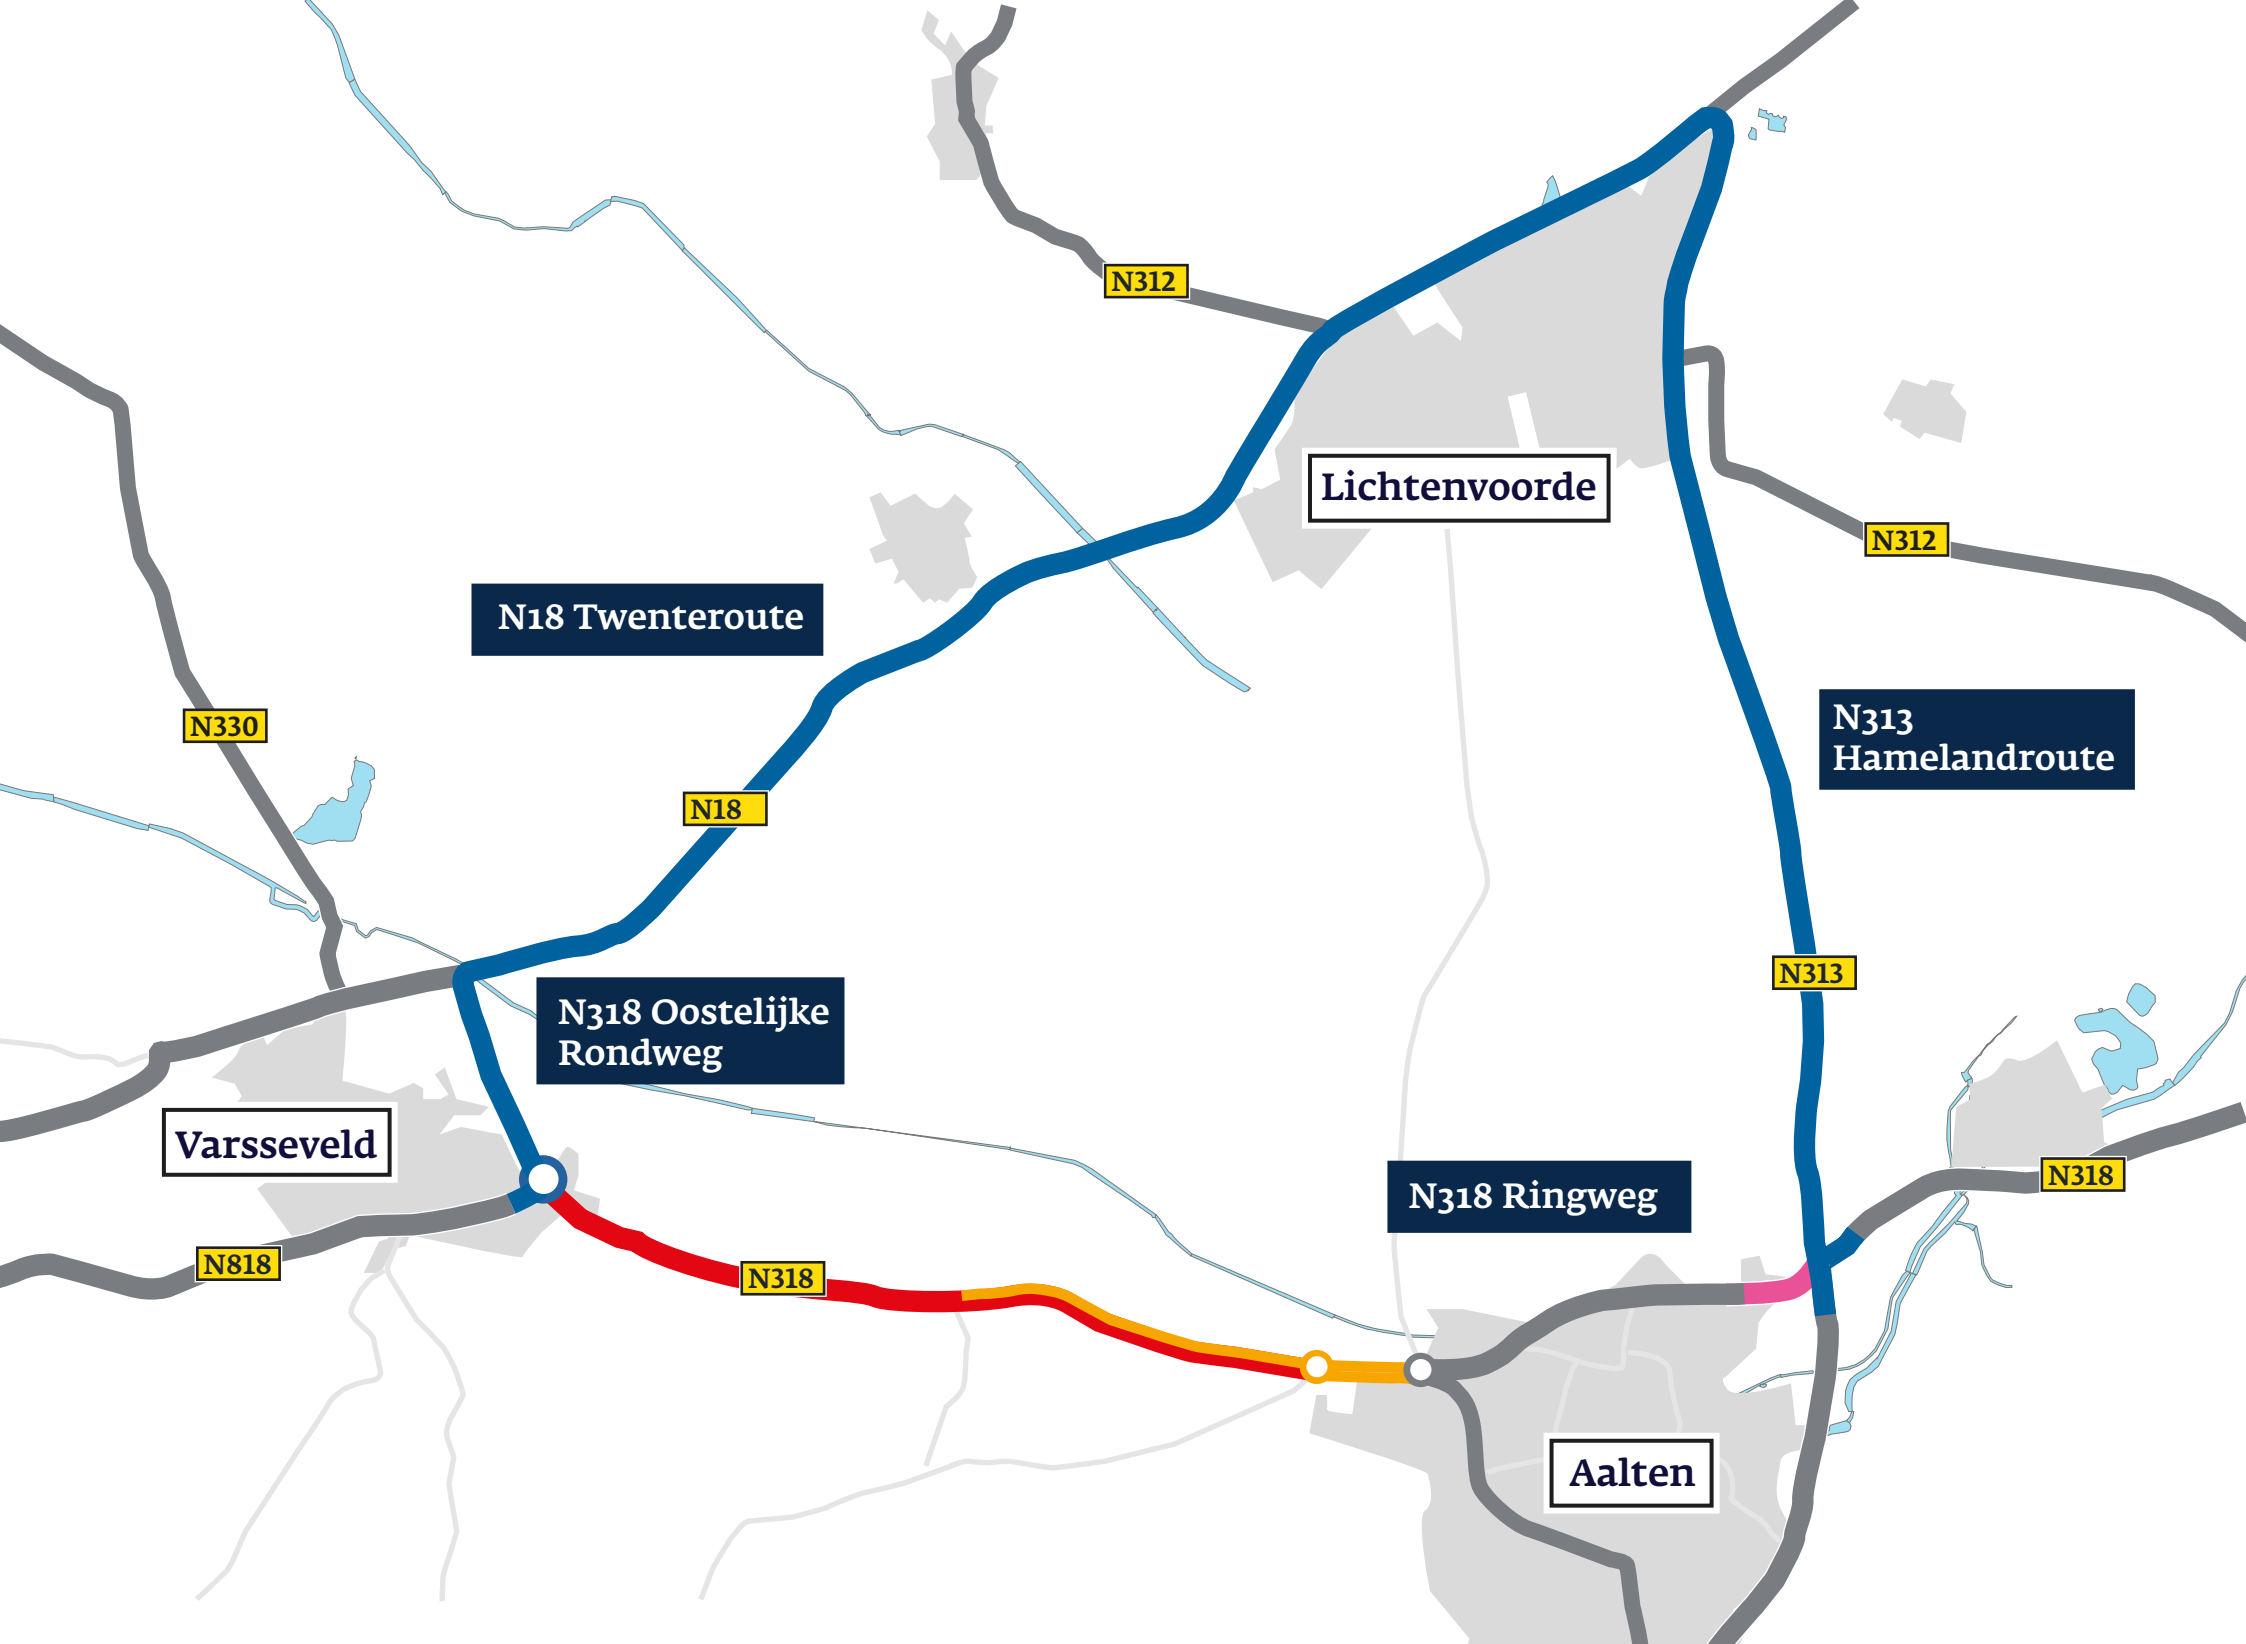 N312
Lichtenvoorde
N312
N18 Twenteroute
N313
Hamelandroute
N330
N18
N313
N318 Oostelijke
Rondweg
Varsseveld
N318 Ringweg
N318
N818
N318
Aalten